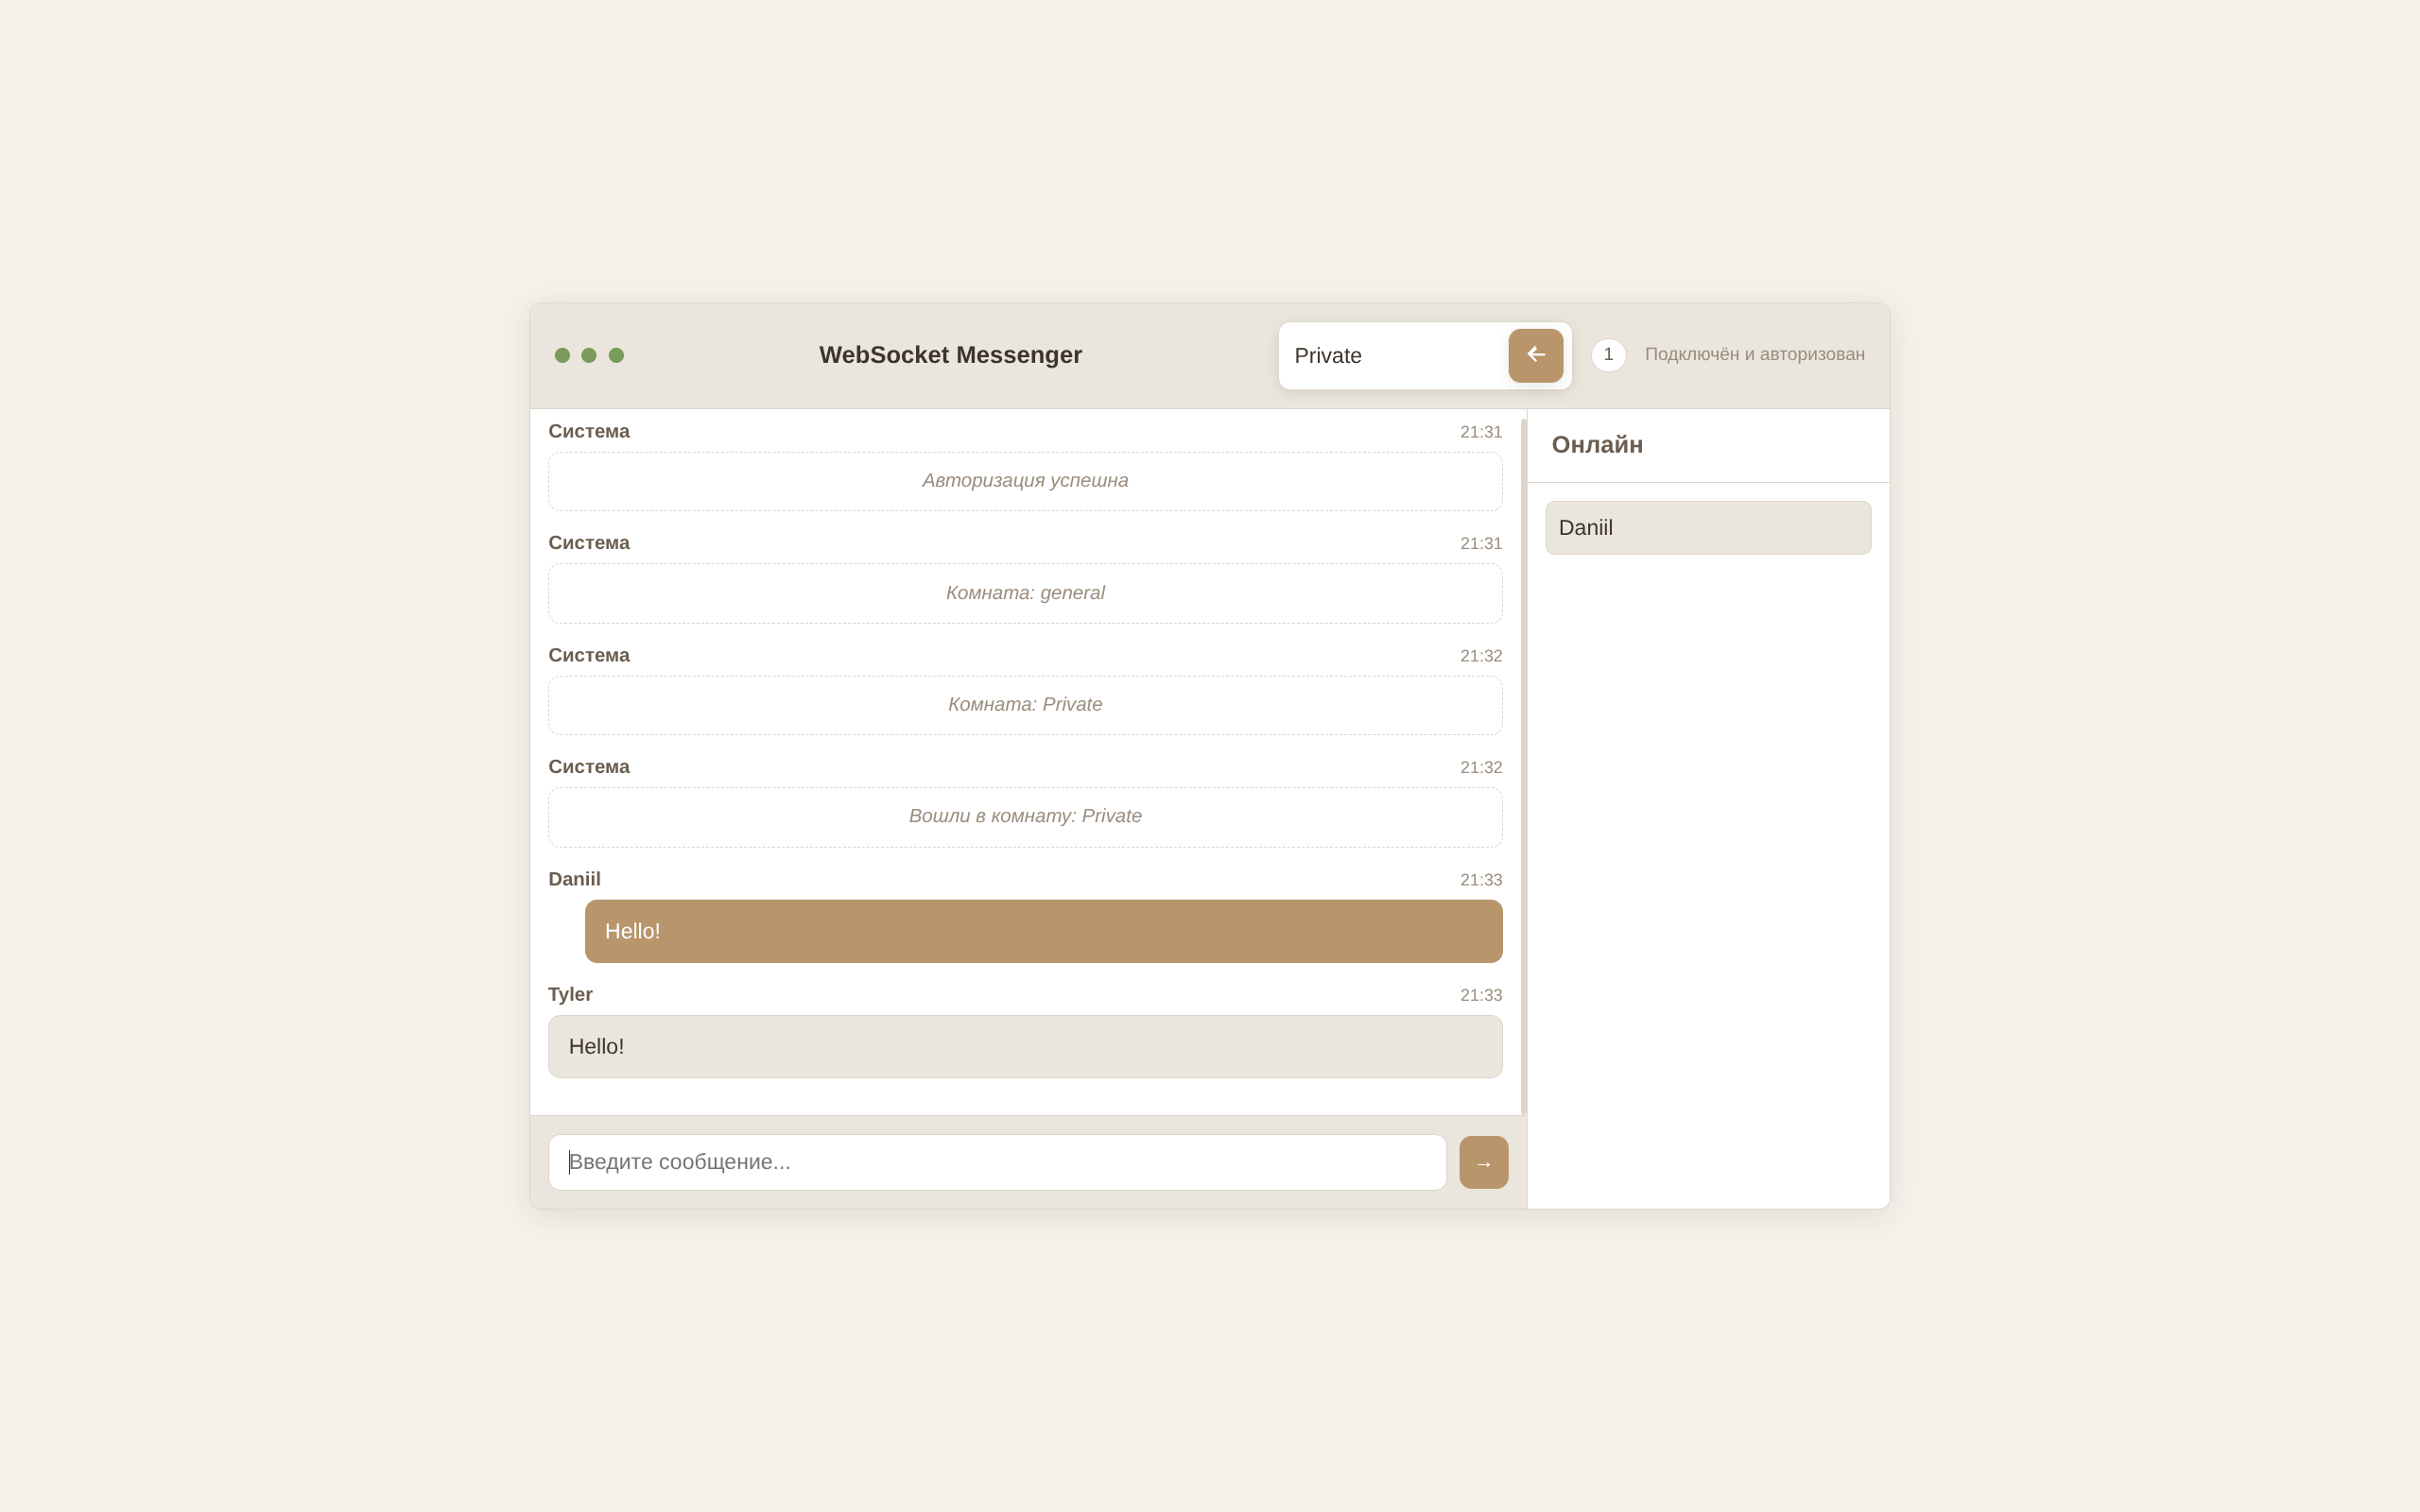 WebSocket Messenger
Private
←
1
Подключён и авторизован
Система 21:31
Авторизация успешна
Система 21:31
Комната: general
Система 21:32
Комната: Private
Система 21:32
Вошли в комнату: Private
Daniil 21:33
Hello!
Tyler 21:33
Hello!
Введите сообщение...
→
Онлайн
Daniil